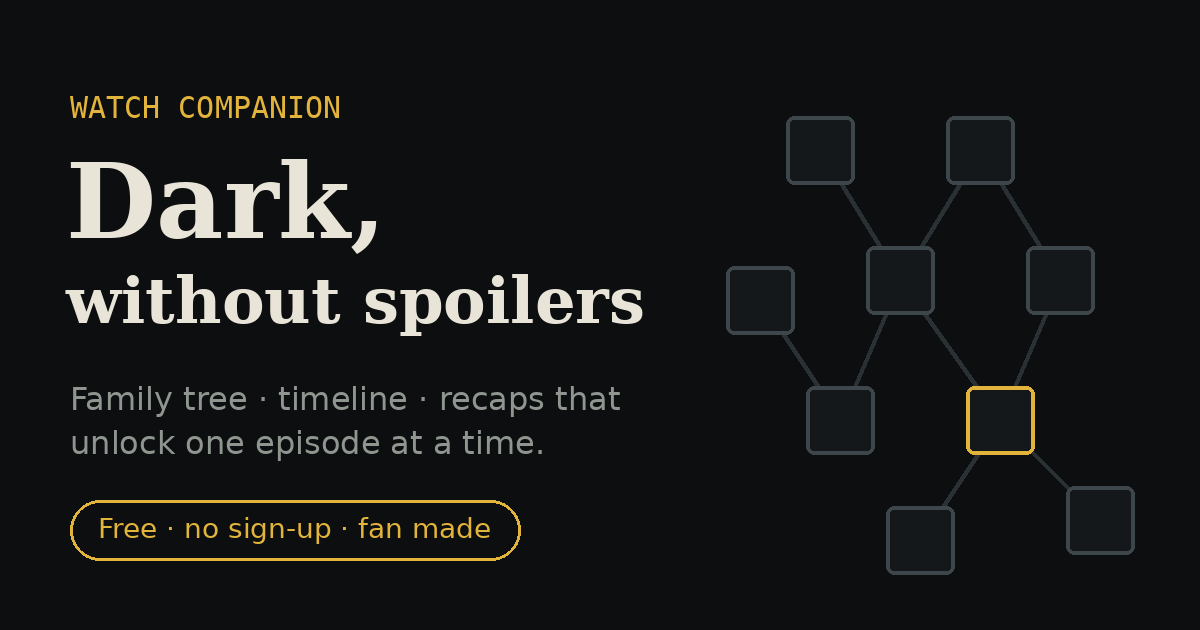 WATCH COMPANION
Dark,
without spoilers
Family tree · timeline · recaps that
unlock one episode at a time.
Free · no sign-up · fan made